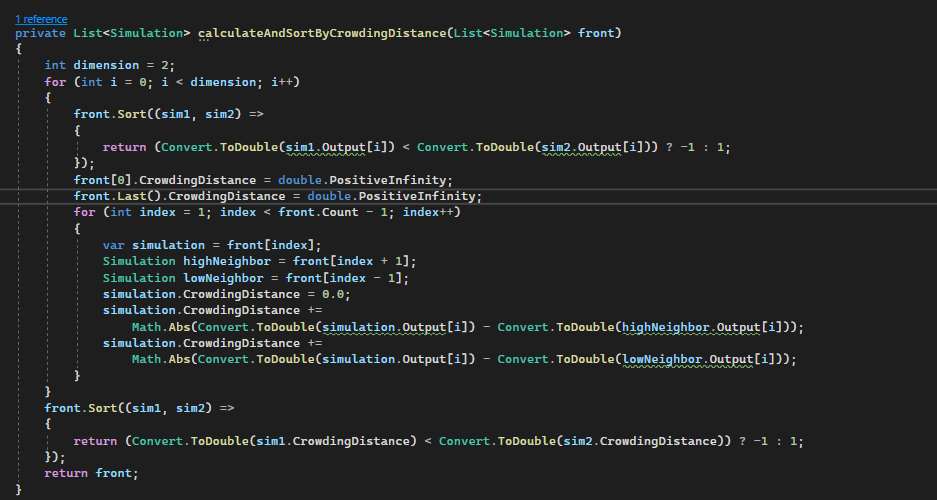 1 reference
private List<Simulation> calculateAndSortByCrowdingDistance(List<Simulation> front)
{
    int dimension = 2;
    for (int i = 0; i < dimension; i++)
    {
        front.Sort((sim1, sim2) =>
        {
            return (Convert.ToDouble(sim1.Output[i]) < Convert.ToDouble(sim2.Output[i])) ? -1 : 1;
        });
        front[0].CrowdingDistance = double.PositiveInfinity;
        front.Last().CrowdingDistance = double.PositiveInfinity;
        for (int index = 1; index < front.Count - 1; index++)
        {
            var simulation = front[index];
            Simulation highNeighbor = front[index + 1];
            Simulation lowNeighbor = front[index - 1];
            simulation.CrowdingDistance = 0.0;
            simulation.CrowdingDistance +=
                Math.Abs(Convert.ToDouble(simulation.Output[i]) - Convert.ToDouble(highNeighbor.Output[i]));
            simulation.CrowdingDistance +=
                Math.Abs(Convert.ToDouble(simulation.Output[i]) - Convert.ToDouble(lowNeighbor.Output[i]));
        }
    }
    front.Sort((sim1, sim2) =>
    {
        return (Convert.ToDouble(sim1.CrowdingDistance) < Convert.ToDouble(sim2.CrowdingDistance)) ? -1 : 1;
    });
    return front;
}